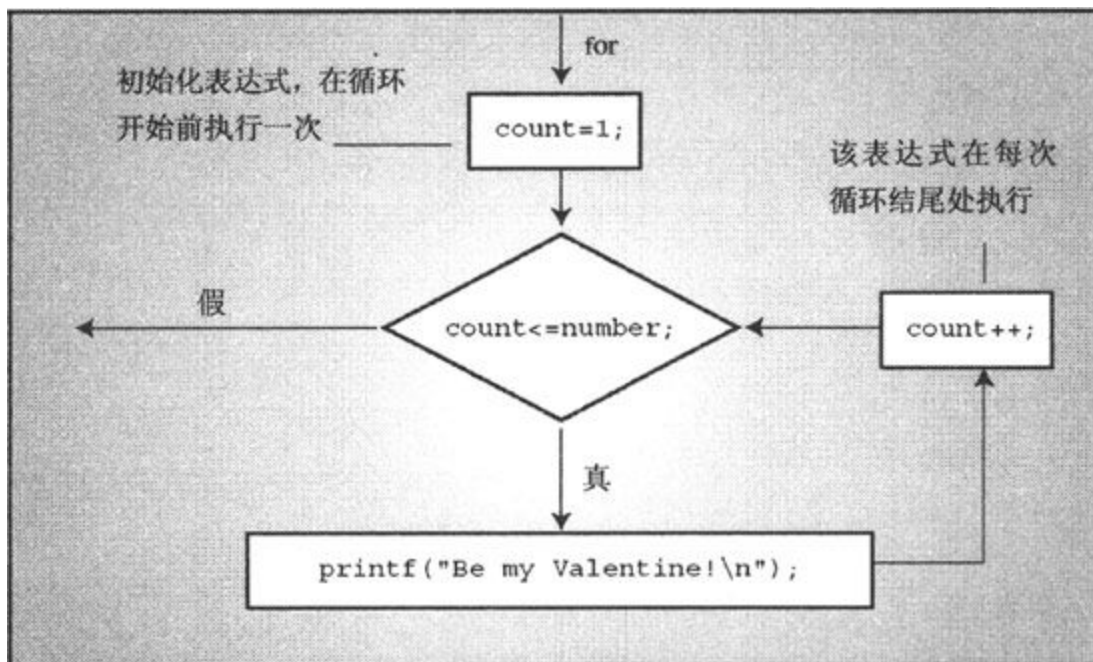 for
初始化表达式，在循环
开始前执行一次
count=1;
该表达式在每次
循环结尾处执行
假
count<=number;
count++;
真
printf("Be my Valentine!\n");